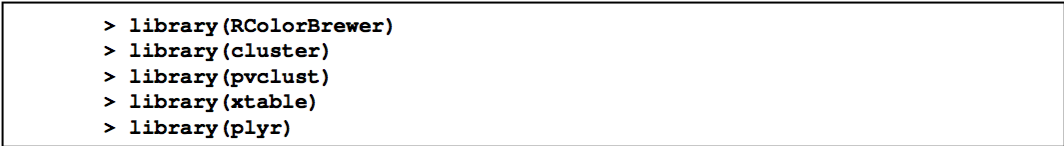 > library(RColorBrewer)
> library(cluster)
> library(pvclust)
> library(xtable)
> library(plyr)